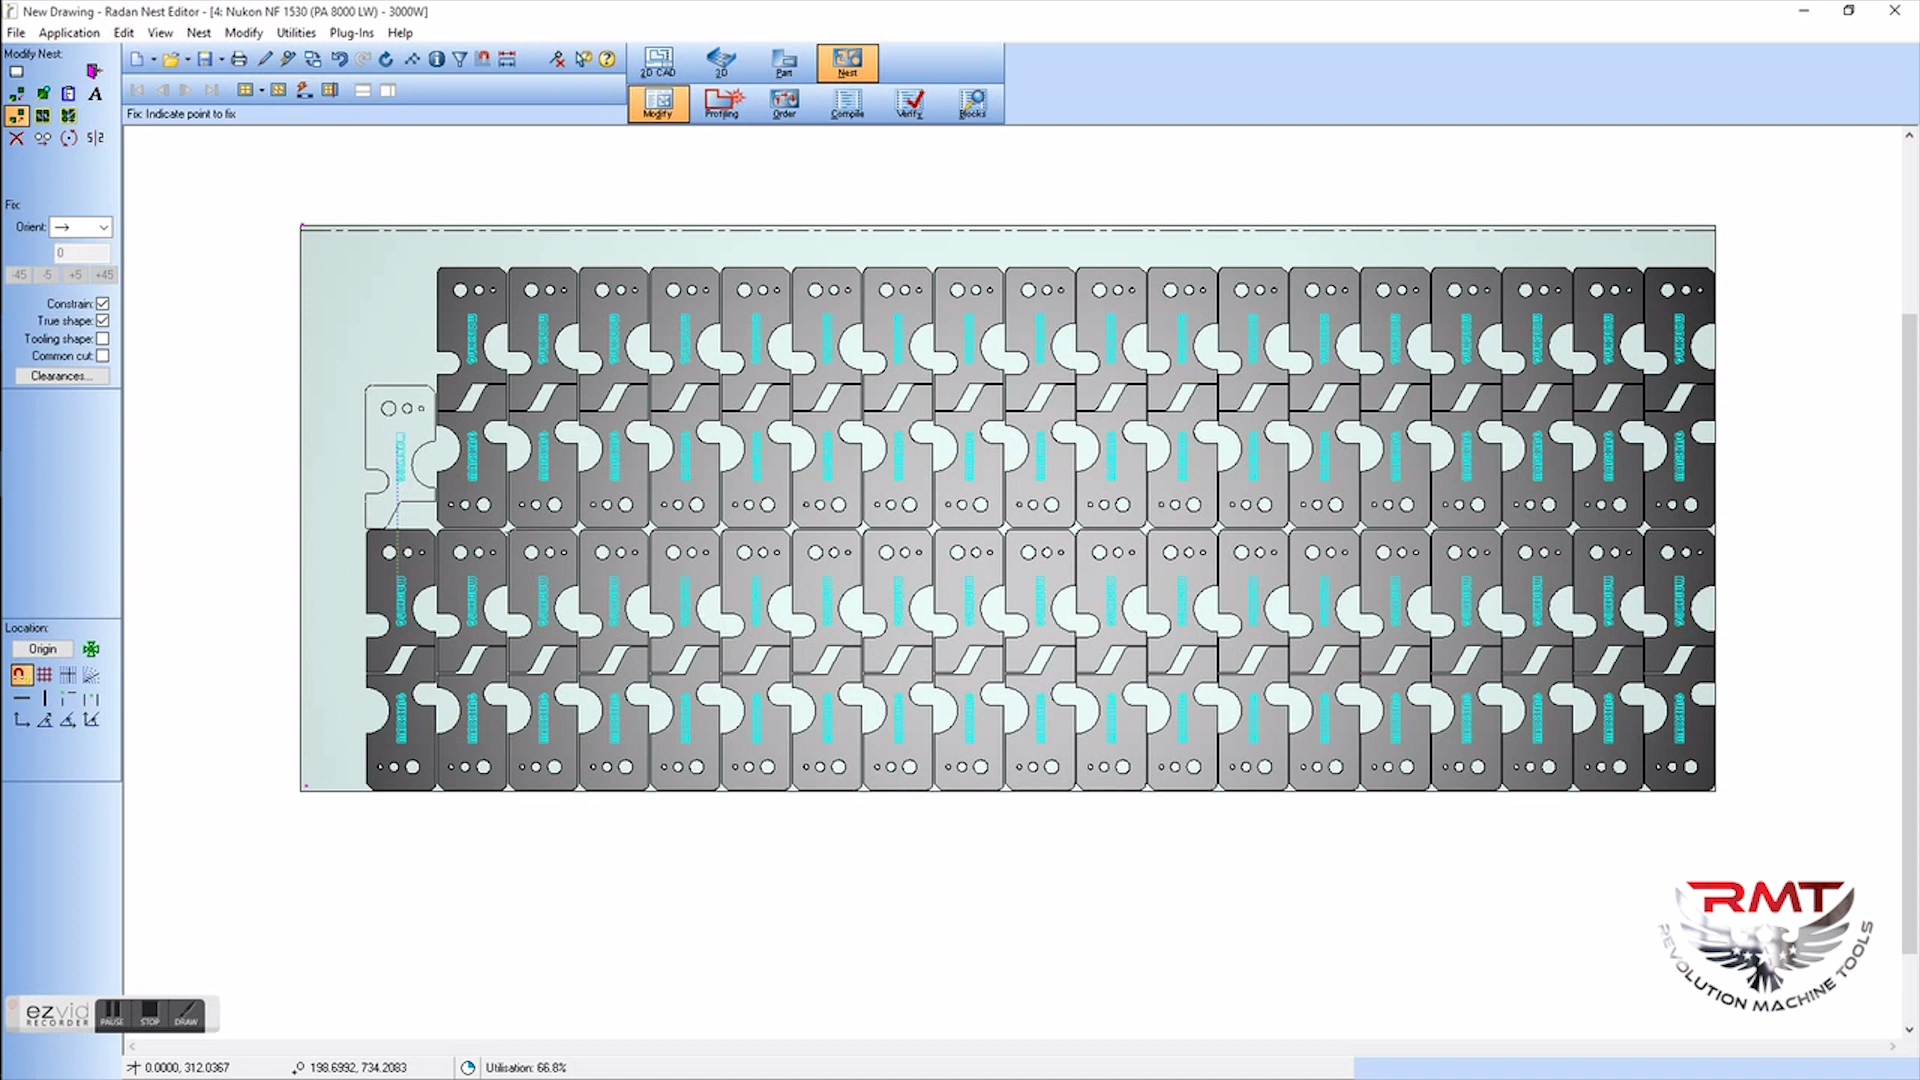 New Drawing - Radan Nest Editor - [4: Nukon NF 1530 (PA 8000 LW) - 3000W]
File Application Edit View Nest Modify Utilities Plug-Ins Help
Modify Nest:
2D CAD 3D Part Nest
Modify Profiling Order Compile Verify Blocks
Fix: Indicate point to fix
Fix:
Orient:
0
-45 -5 +5 +45
Constrain:
True shape:
Tooling shape:
Common cut:
Clearances...
Location:
Origin
RMT
REVOLUTION MACHINE TOOLS
ezvid
RECORDER
PAUSE STOP DRAW
0.0000, 312.0367 198.6992, 734.2083 Utilisation: 66.8%